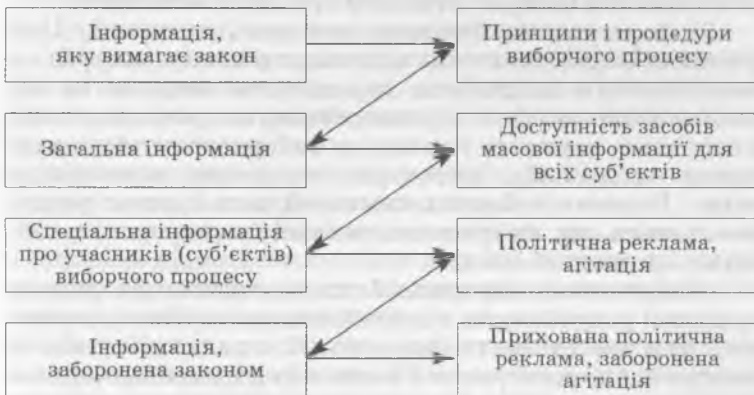 Інформація,
яку вимагає закон
Принципи і процедури
виборчого процесу
Загальна інформація
Доступність засобів
масової інформації для
всіх суб’єктів
Спеціальна інформація
про учасників (суб’єктів)
виборчого процесу
Політична реклама,
агітація
Інформація,
заборонена законом
Прихована політична
реклама, заборонена
агітація